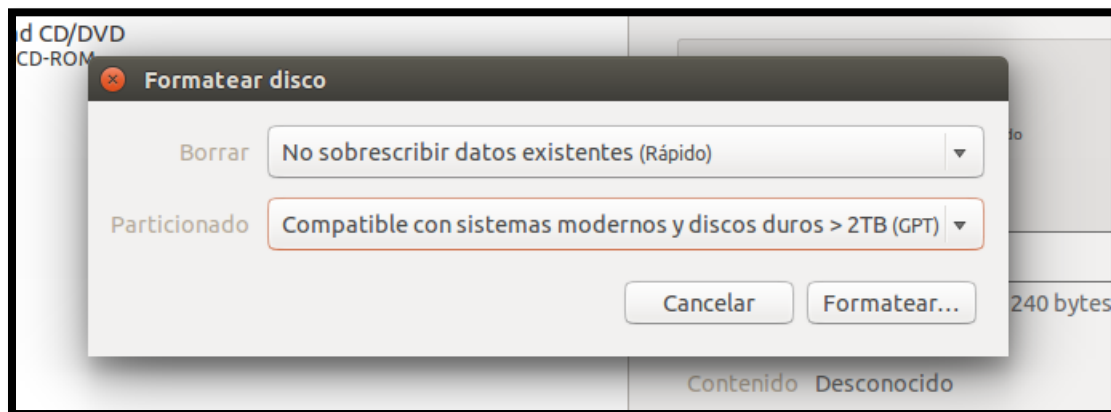 d CD/DVD
CD-ROM
Formatear disco
do
Borrar No sobrescribir datos existentes (Rápido)
Particionado Compatible con sistemas modernos y discos duros > 2TB (GPT)
Cancelar Formatear...
240 bytes
Contenido Desconocido